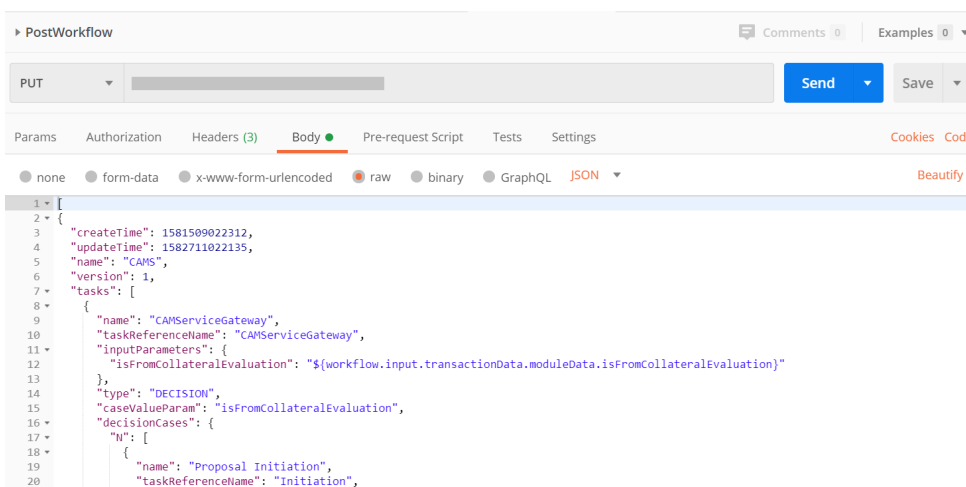 PostWorkflow Comments 0 Examples 0
PUT Send Save
Params Authorization Headers (3) Body Pre-request Script Tests Settings Cookies Cod
none form-data x-www-form-urlencoded raw binary GraphQL JSON Beautify
1 [
2 {
3 "createTime": 1581509022312,
4 "updateTime": 1582711022135,
5 "name": "CAMS",
6 "version": 1,
7 "tasks": [
8 {
9 "name": "CAMServiceGateway",
10 "taskReferenceName": "CAMServiceGateway",
11 "inputParameters": {
12 "isFromCollateralEvaluation": "${workflow.input.transactionData.moduleData.isFromCollateralEvaluation}"
13 },
14 "type": "DECISION",
15 "caseValueParam": "isFromCollateralEvaluation",
16 "decisionCases": {
17 "N": [
18 {
19 "name": "Proposal Initiation",
20 "taskReferenceName": "Initiation",